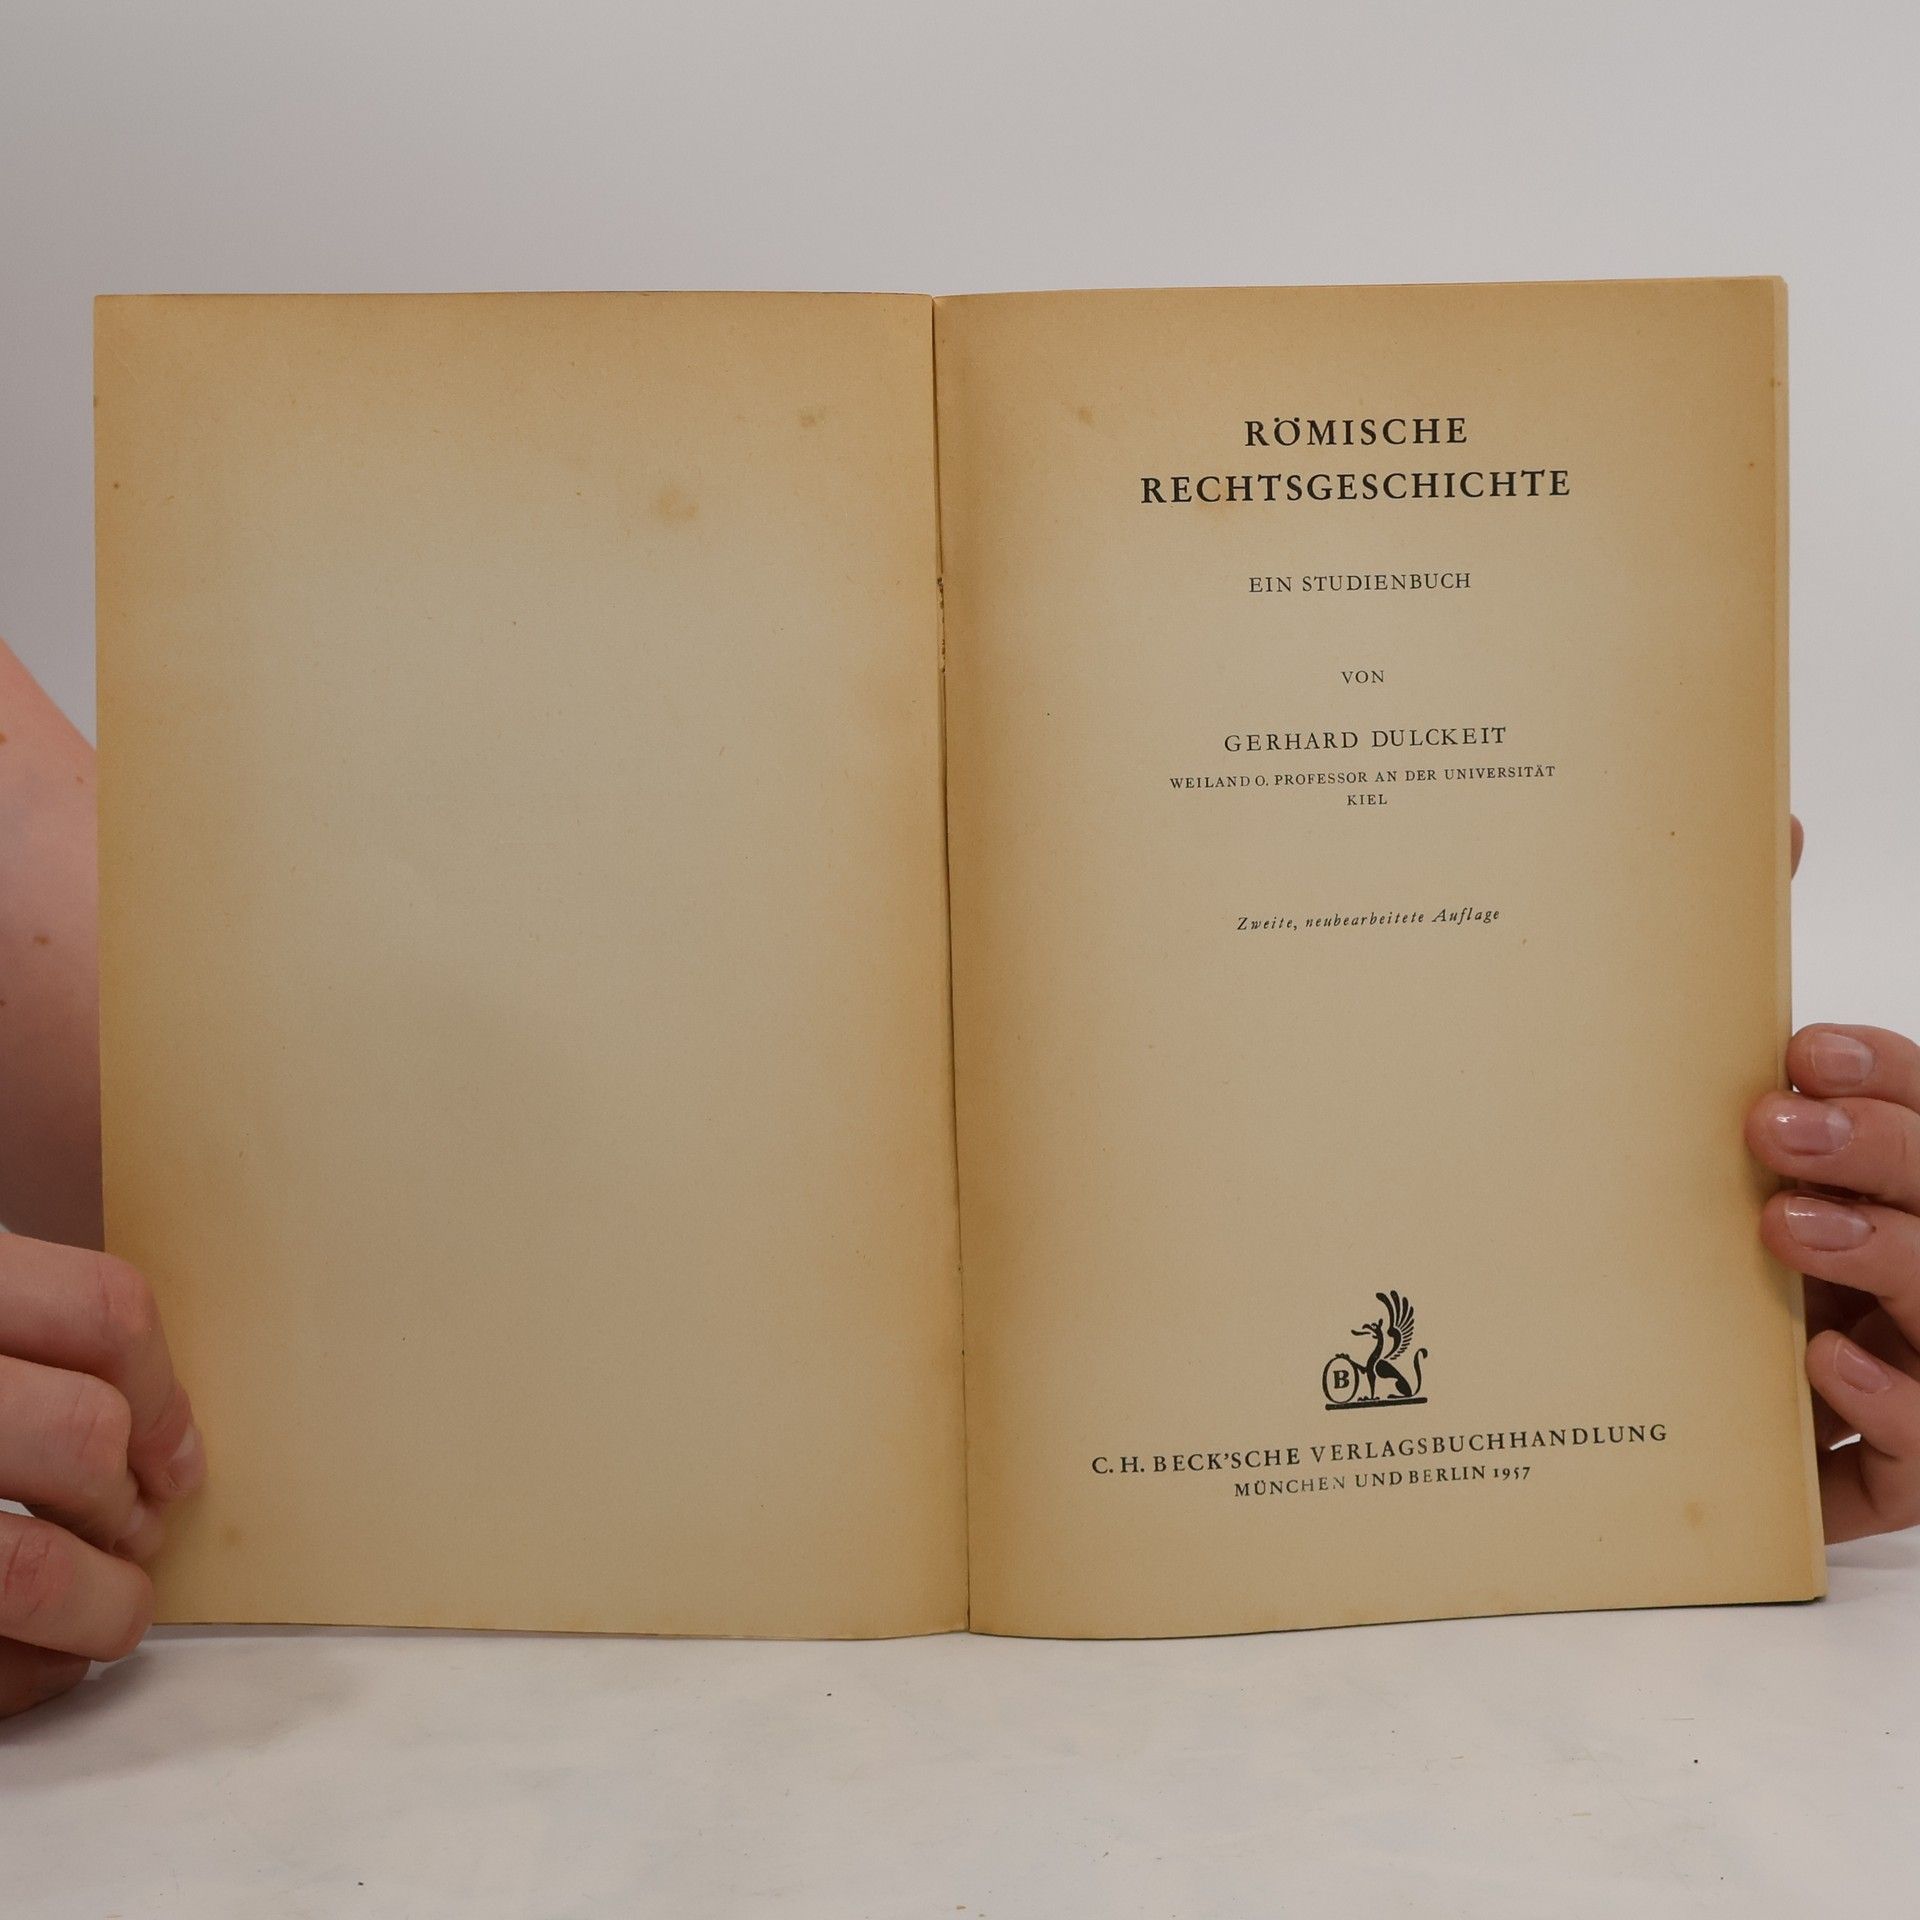 RÖMISCHE
RECHTSGESCHICHTE
EIN STUDIENBUCH
VON
GERHARD DULCKEIT
WEILAND O. PROFESSOR AN DER UNIVERSITÄT
KIEL
Zweite, neubearbeitete Auflage
B
C. H. BECK'SCHE VERLAGSBUCHHANDLUNG
MÜNCHEN UND BERLIN 1957